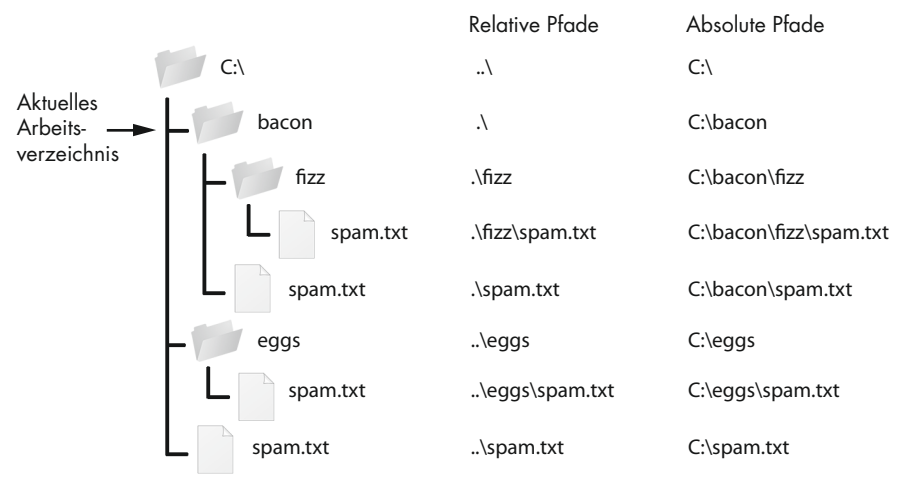 Relative Pfade Absolute Pfade
C:\ ..\ C:\
Aktuelles
Arbeits-
verzeichnis
bacon .\ C:\bacon
fizz .\fizz C:\bacon\fizz
spam.txt .\fizz\spam.txt C:\bacon\fizz\spam.txt
spam.txt .\spam.txt C:\bacon\spam.txt
eggs ..\eggs C:\eggs
spam.txt ..\eggs\spam.txt C:\eggs\spam.txt
spam.txt ..\spam.txt C:\spam.txt